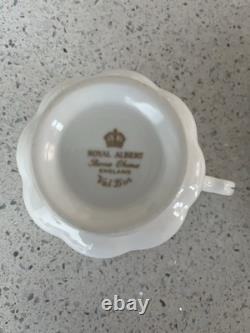 ROYAL ALBERT
Bone China
ENGLAND
Val D'or